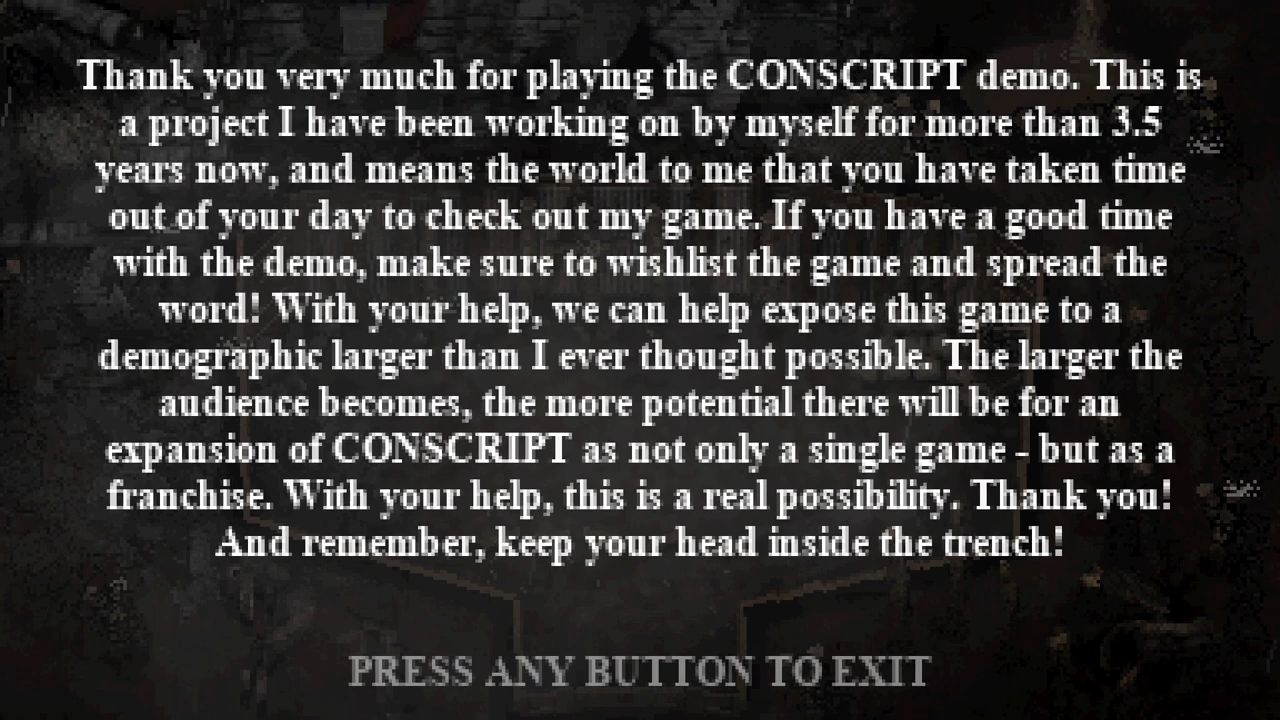 Thank you very much for playing the CONSCRIPT demo. This is
a project I have been working on by myself for more than 3.5
years now, and means the world to me that you have taken time
out of your day to check out my game. If you have a good time
with the demo, make sure to wishlist the game and spread the
word! With your help, we can help expose this game to a
demographic larger than I ever thought possible. The larger the
audience becomes, the more potential there will be for an
expansion of CONSCRIPT as not only a single game - but as a
franchise. With your help, this is a real possibility. Thank you!
And remember, keep your head inside the trench!
PRESS ANY BUTTON TO EXIT